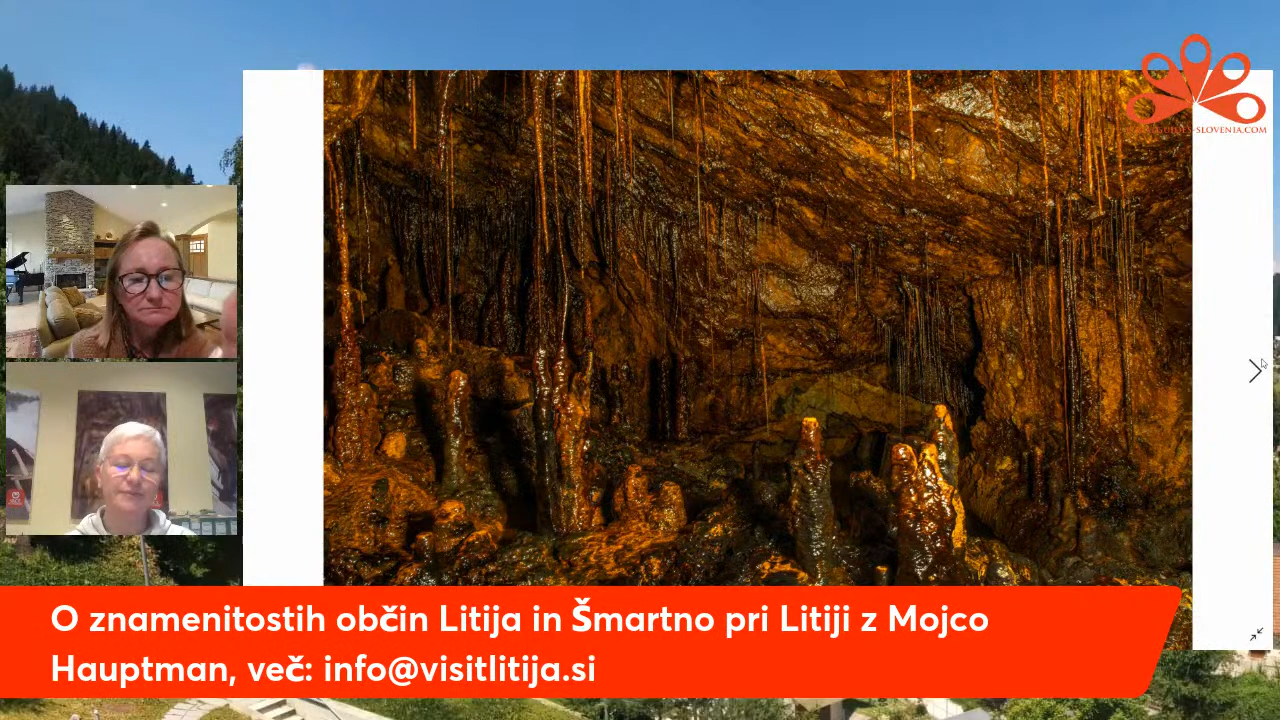 O znamenitostih občin Litija in Šmartno pri Litiji z Mojco
Hauptman, več: info@visitlitija.si